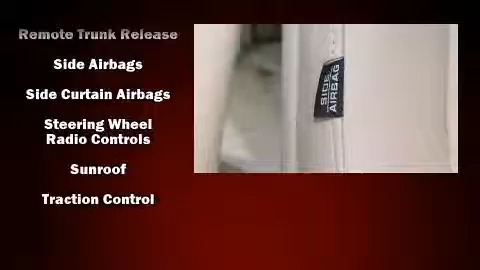 Remote Trunk Release
Side Airbags
Side Curtain Airbags
Steering Wheel
Radio Controls
Sunroof
Traction Control
SIDE
AIRBAG